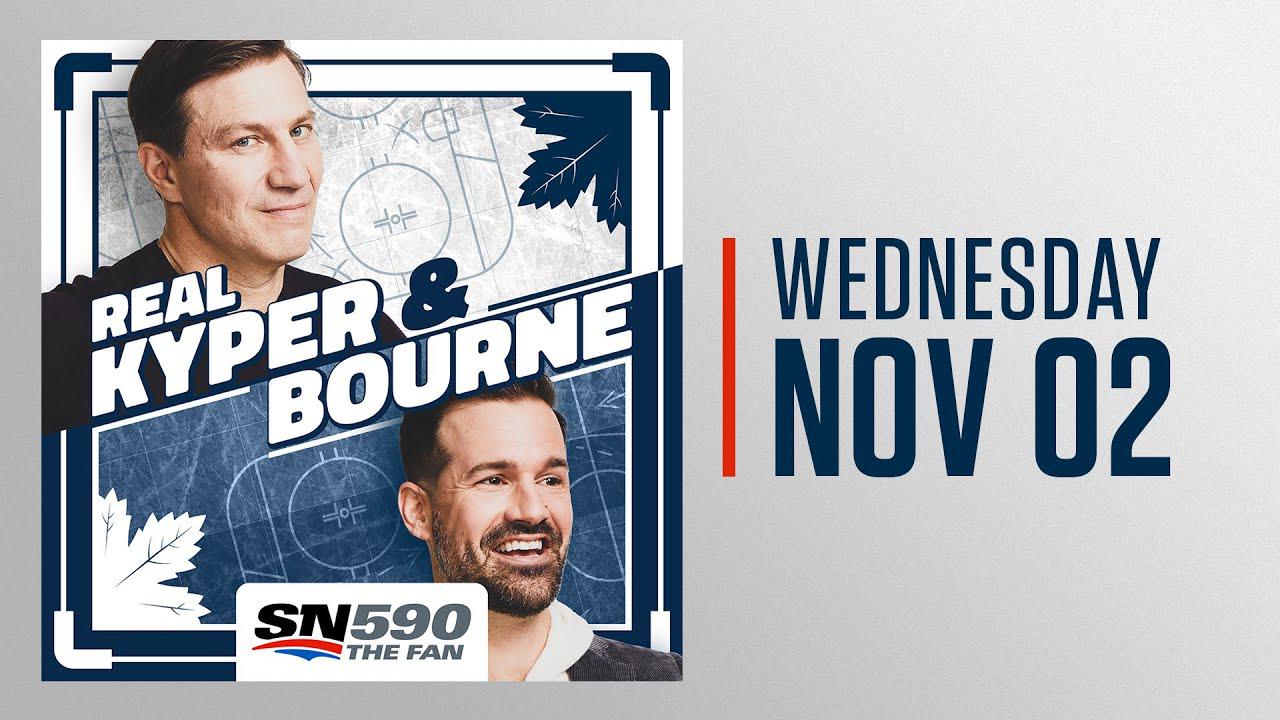 REAL
KYPER &
BOURNE
SN590
THE FAN
WEDNESDAY
NOV 02